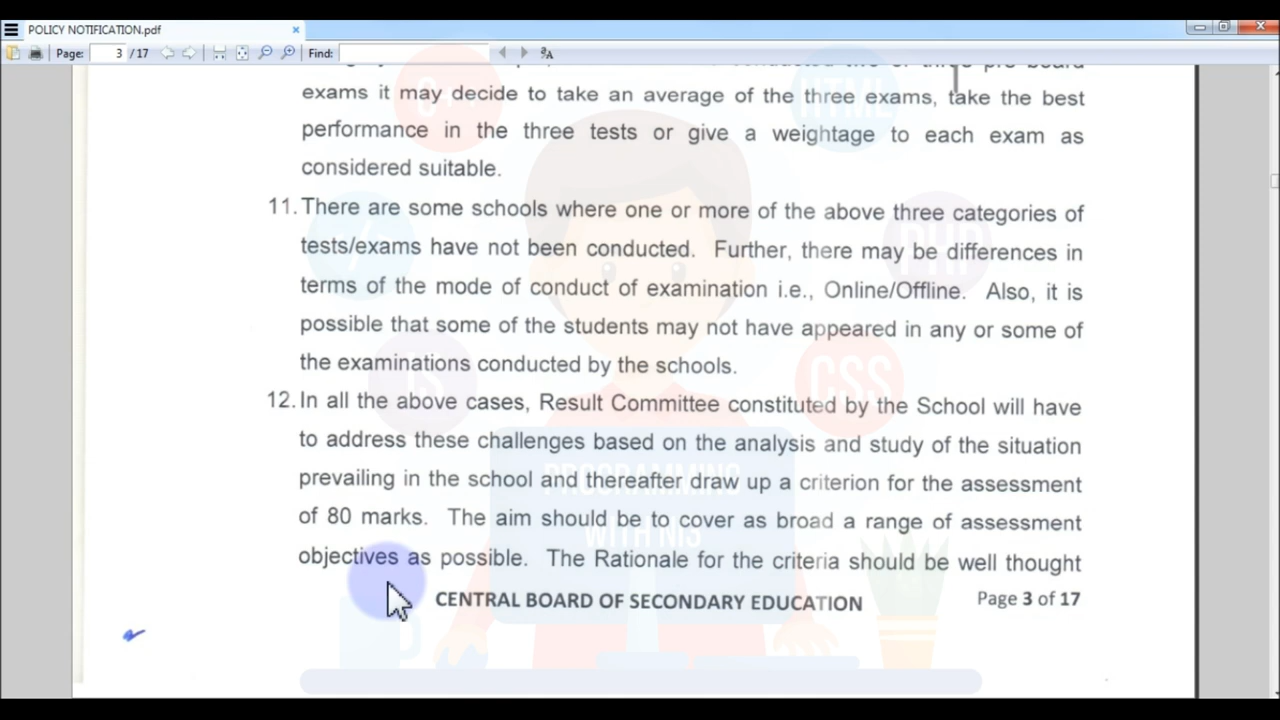 POLICY NOTIFICATION.pdf
Page: 3 / 17 Find:
exams it may decide to take an average of the three exams, take the best
performance in the three tests or give a weightage to each exam as
considered suitable.
11. There are some schools where one or more of the above three categories of
tests/exams have not been conducted. Further, there may be differences in
terms of the mode of conduct of examination i.e., Online/Offline. Also, it is
possible that some of the students may not have appeared in any or some of
the examinations conducted by the schools.
12. In all the above cases, Result Committee constituted by the School will have
to address these challenges based on the analysis and study of the situation
prevailing in the school and thereafter draw up a criterion for the assessment
of 80 marks. The aim should be to cover as broad a range of assessment
objectives as possible. The Rationale for the criteria should be well thought
CENTRAL BOARD OF SECONDARY EDUCATION Page 3 of 17
C++
HTML
PHP
JS
CSS
PROGRAMMING
WITH NIS